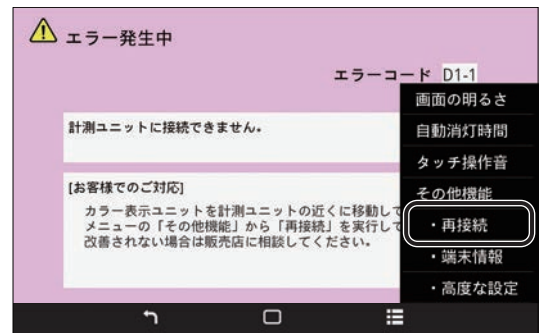 エラー発生中
エラーコード D1-1
計測ユニットに接続できません。
[お客様でのご対応]
カラー表示ユニットを計測ユニットの近くに移動して
メニューの「その他機能」から「再接続」を実行して
改善されない場合は販売店に相談してください。
画面の明るさ
自動消灯時間
タッチ操作音
その他機能
・再接続
・端末情報
・高度な設定